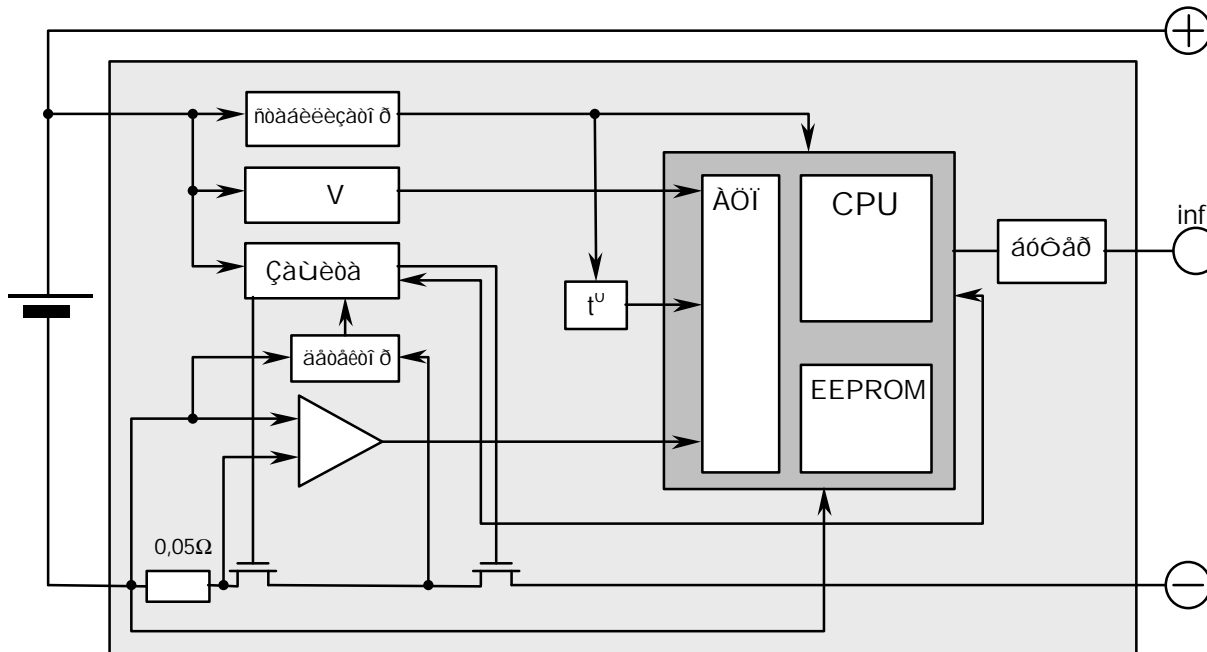 ñòàáèëèçàòî ð
V
ÀÖÏ
CPU
inf
áóôåð
Çàùèòà
t°
äåòåêòî ð
EEPROM
0,05Ω